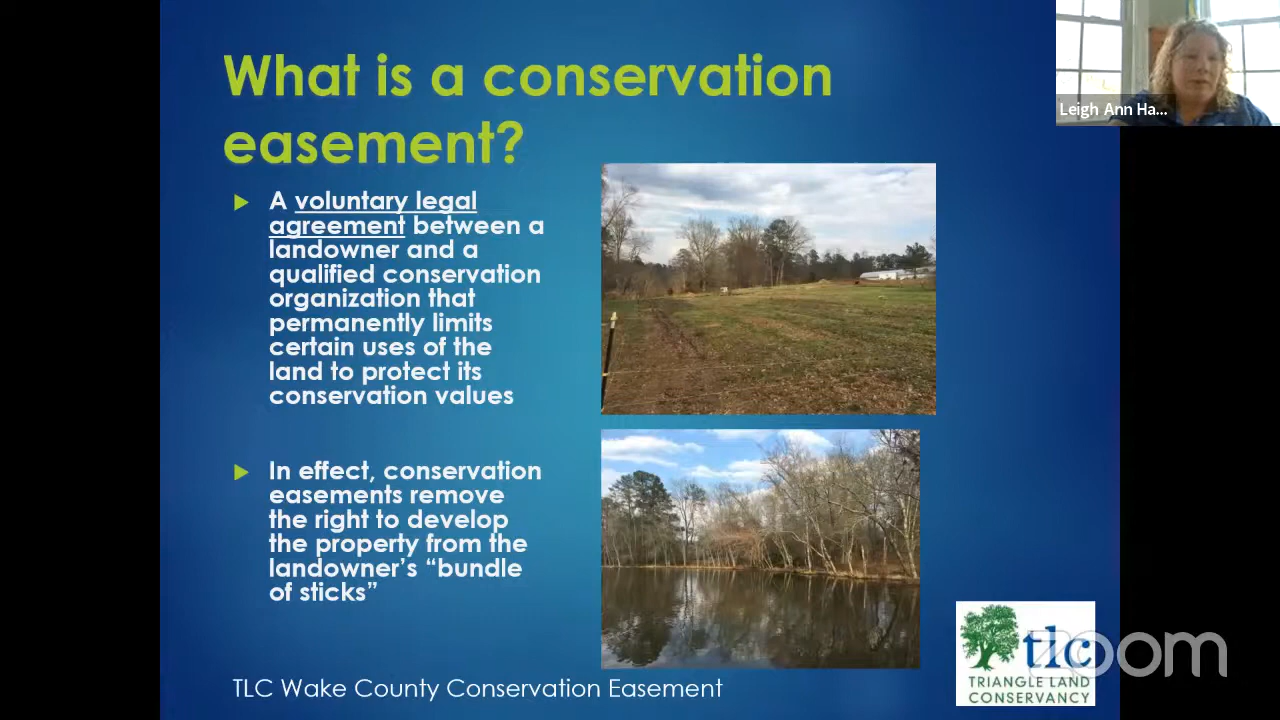 What is a conservation
easement?
A voluntary legal
agreement between a
landowner and a
qualified conservation
organization that
permanently limits
certain uses of the
land to protect its
conservation values
In effect, conservation
easements remove
the right to develop
the property from the
landowner's “bundle
of sticks”
TLC Wake County Conservation Easement
Leigh Ann Ha...
tlc
TRIANGLE LAND
CONSERVANCY
zoom